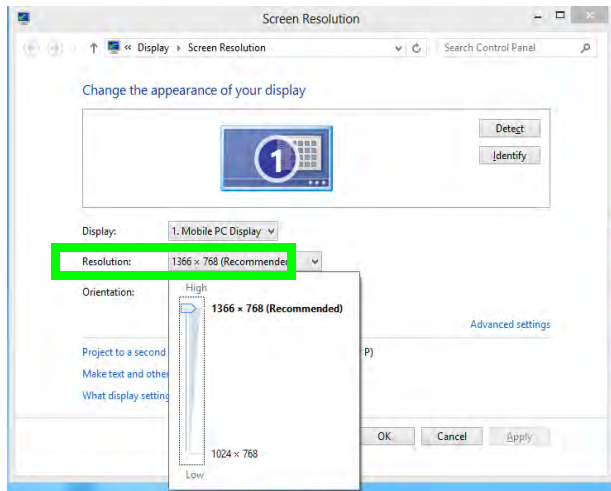 Screen Resolution
« Display ▸ Screen Resolution
Search Control Panel
Change the appearance of your display
1
Detect
Identify
Display: 1. Mobile PC Display
Resolution: 1366 × 768 (Recommended
Orientation:
High
1366 × 768 (Recommended)
Advanced settings
Project to a second P)
Make text and othe
What display setting
OK Cancel Apply
1024 × 768
Low